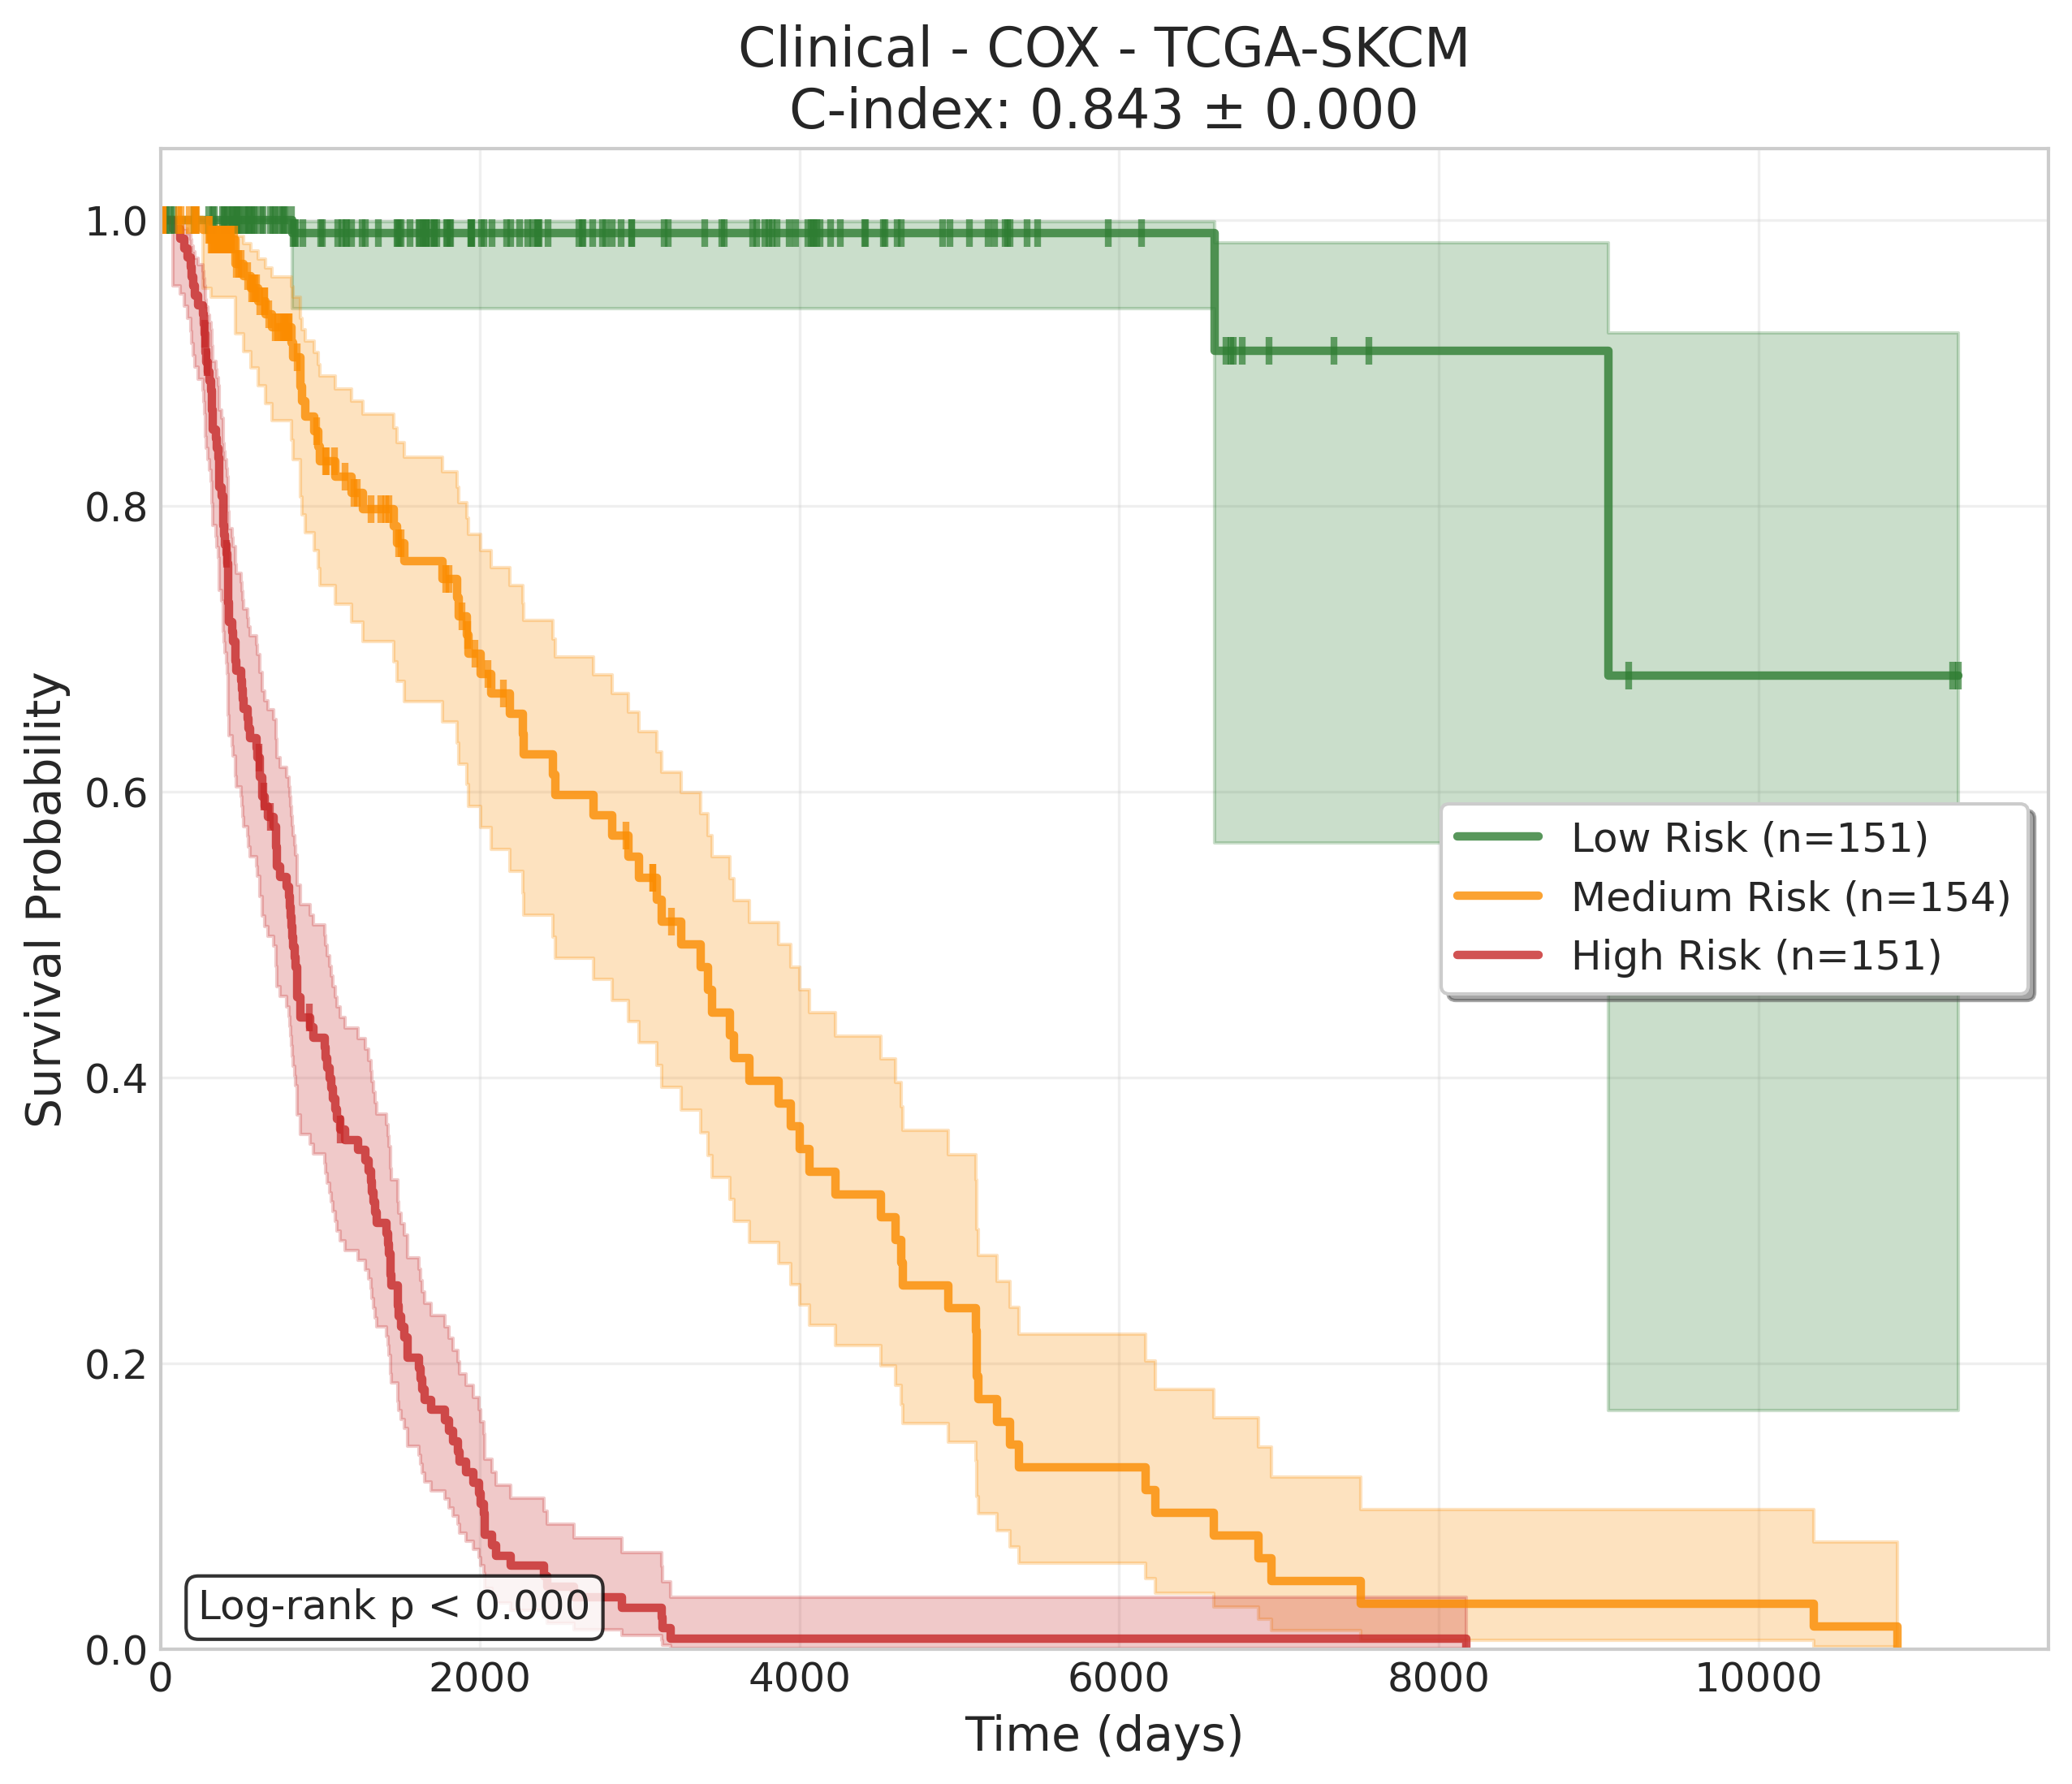 Clinical - COX - TCGA-SKCM
C-index: 0.843 ± 0.000
Survival Probability
1.0
0.8
0.6
0.4
0.2
0.0
Low Risk (n=151)
Medium Risk (n=154)
High Risk (n=151)
Log-rank p < 0.000
0 2000 4000 6000 8000 10000
Time (days)